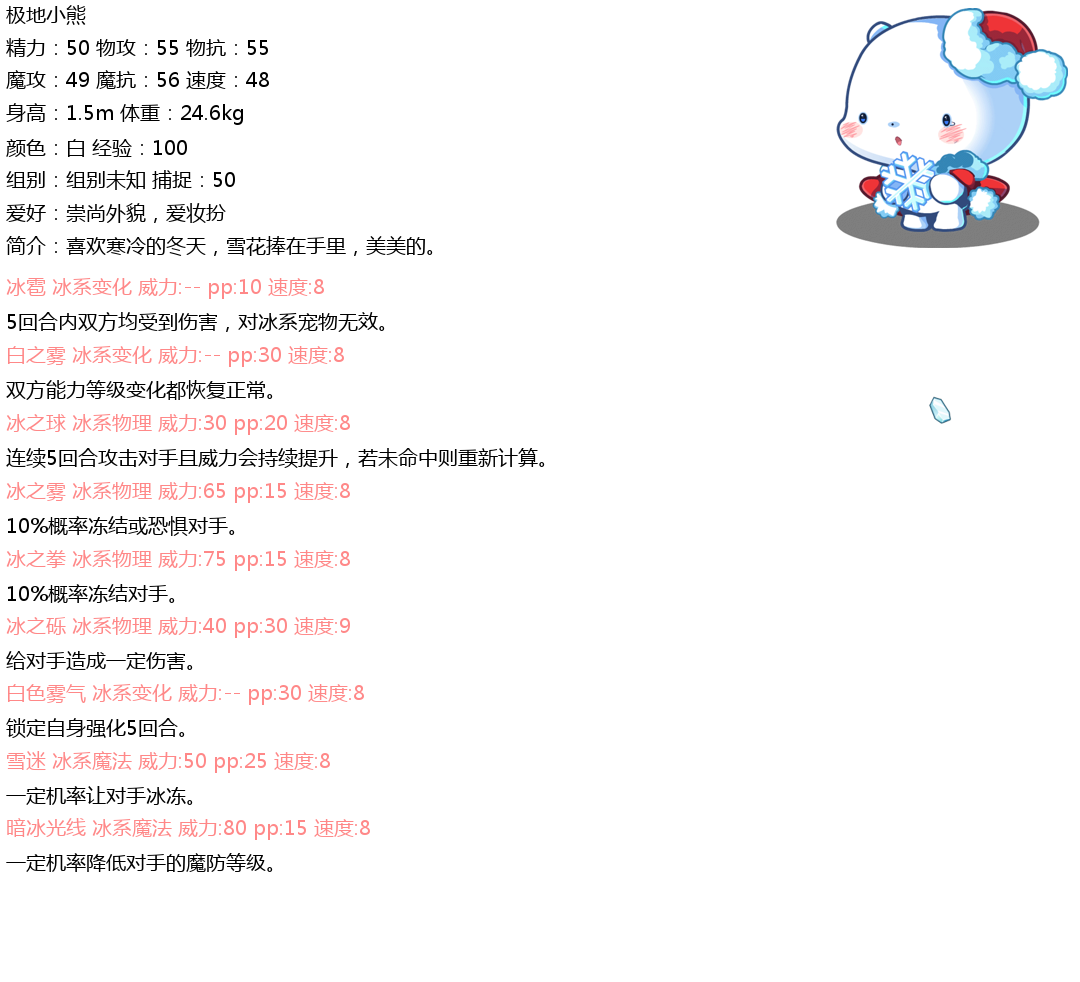 极地小熊
精力：50 物攻：55 物抗：55
魔攻：49 魔抗：56 速度：48
身高：1.5m 体重：24.6kg
颜色：白 经验：100
组别：组别未知 捕捉：50
爱好：崇尚外貌，爱妆扮
简介：喜欢寒冷的冬天，雪花捧在手里，美美的。
冰雹 冰系变化 威力:-- pp:10 速度:8
5回合内双方均受到伤害，对冰系宠物无效。
白之雾 冰系变化 威力:-- pp:30 速度:8
双方能力等级变化都恢复正常。
冰之球 冰系物理 威力:30 pp:20 速度:8
连续5回合攻击对手且威力会持续提升，若未命中则重新计算。
冰之雾 冰系物理 威力:65 pp:15 速度:8
10%概率冻结或恐惧对手。
冰之拳 冰系物理 威力:75 pp:15 速度:8
10%概率冻结对手。
冰之砾 冰系物理 威力:40 pp:30 速度:9
给对手造成一定伤害。
白色雾气 冰系变化 威力:-- pp:30 速度:8
锁定自身强化5回合。
雪迷 冰系魔法 威力:50 pp:25 速度:8
一定机率让对手冰冻。
暗冰光线 冰系魔法 威力:80 pp:15 速度:8
一定机率降低对手的魔防等级。